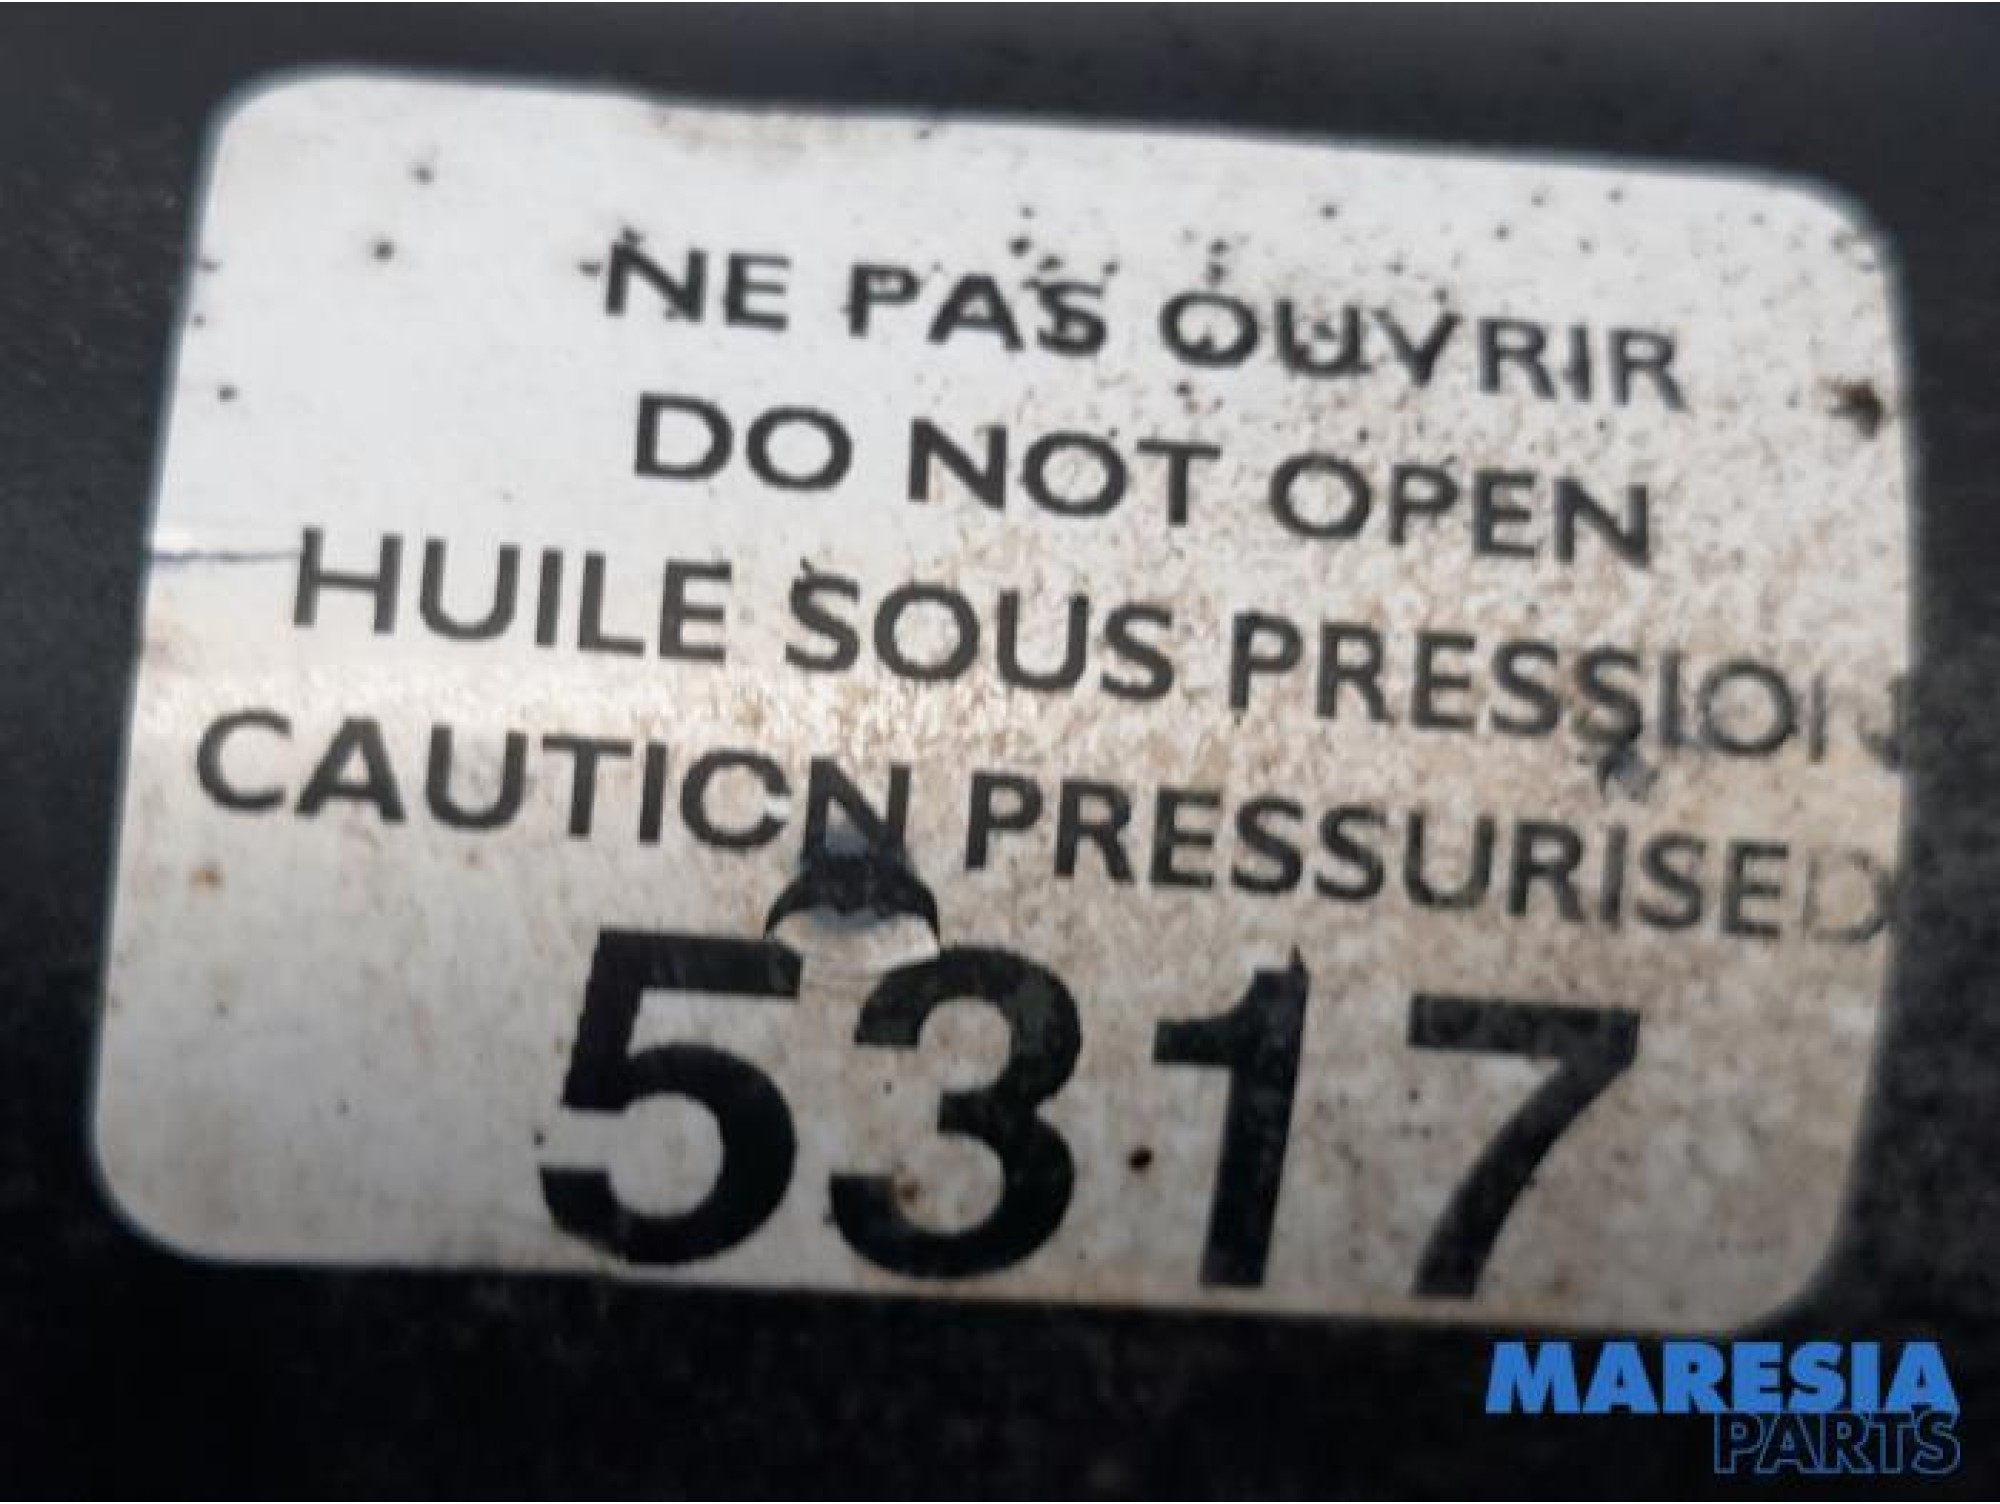 NE PAS OUVRIR
DO NOT OPEN
HUILE SOUS PRESSION
CAUTION PRESSURISED
5317
MARESIA
PARTS